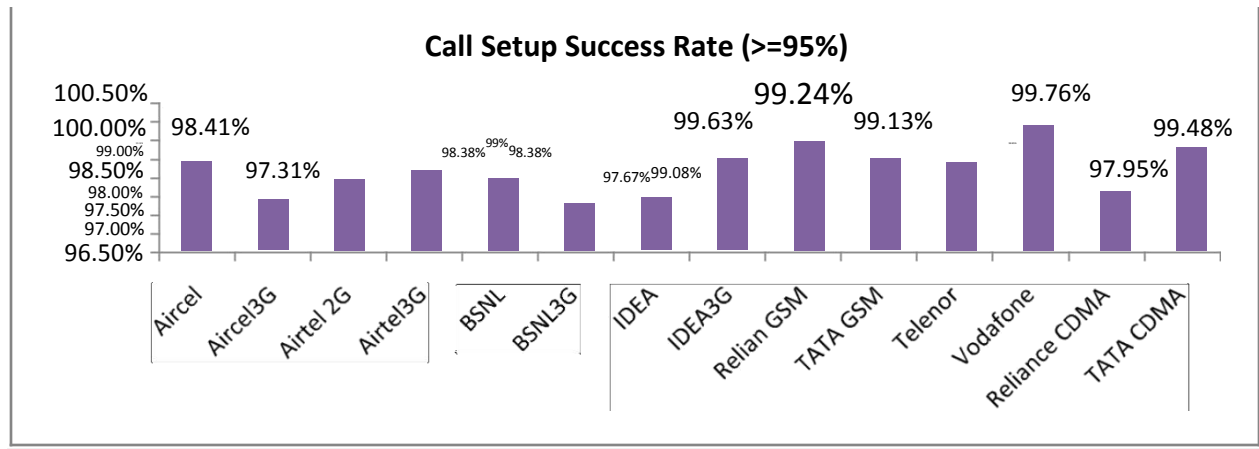 Call Setup Success Rate (>=95%)
100.50%
100.00%
99.00%
98.50%
98.00%
97.50%
97.00%
96.50%
98.41%
97.31%
98.38%
99%
98.38%
97.67%
99.08%
99.63%
99.24%
99.13%
99.76%
97.95%
99.48%
Aircel
Aircel3G
Airtel 2G
Airtel3G
BSNL
BSNL3G
IDEA
IDEA3G
Relian GSM
TATA GSM
Telenor
Vodafone
Reliance CDMA
TATA CDMA